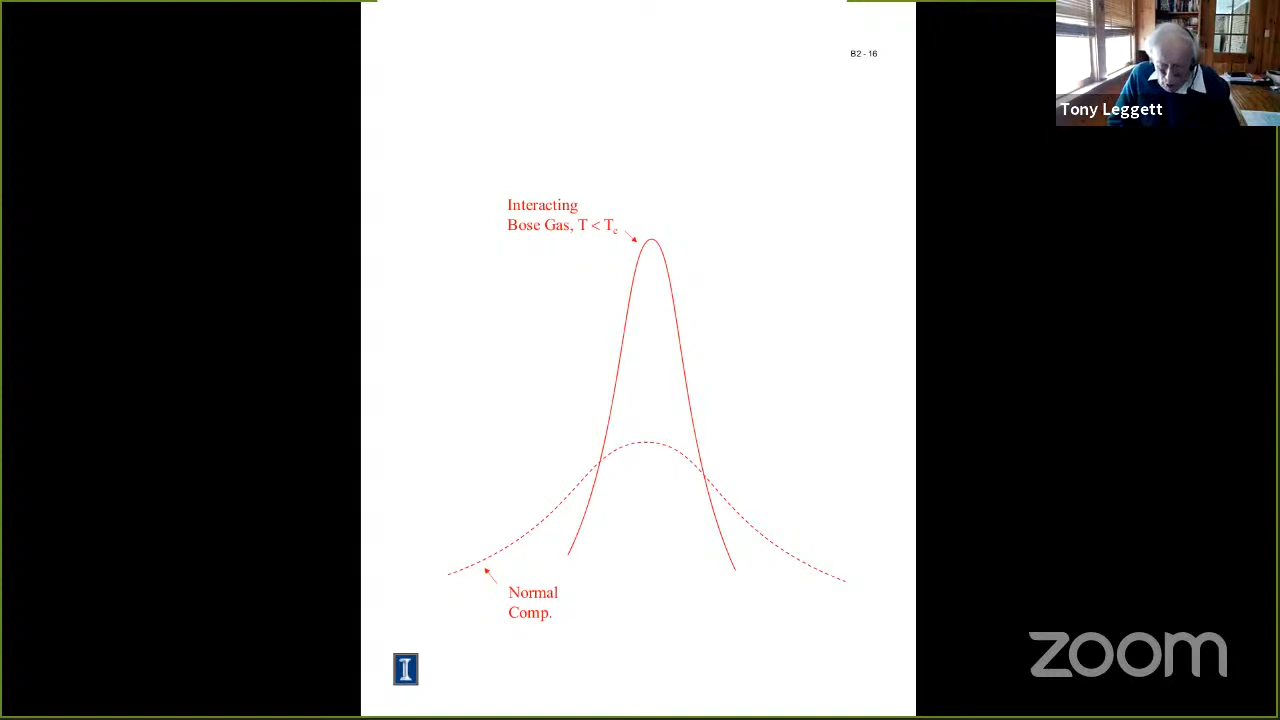 B2 - 16
Tony Leggett
Interacting
Bose Gas, T < Tc
Normal
Comp.
I
zoom